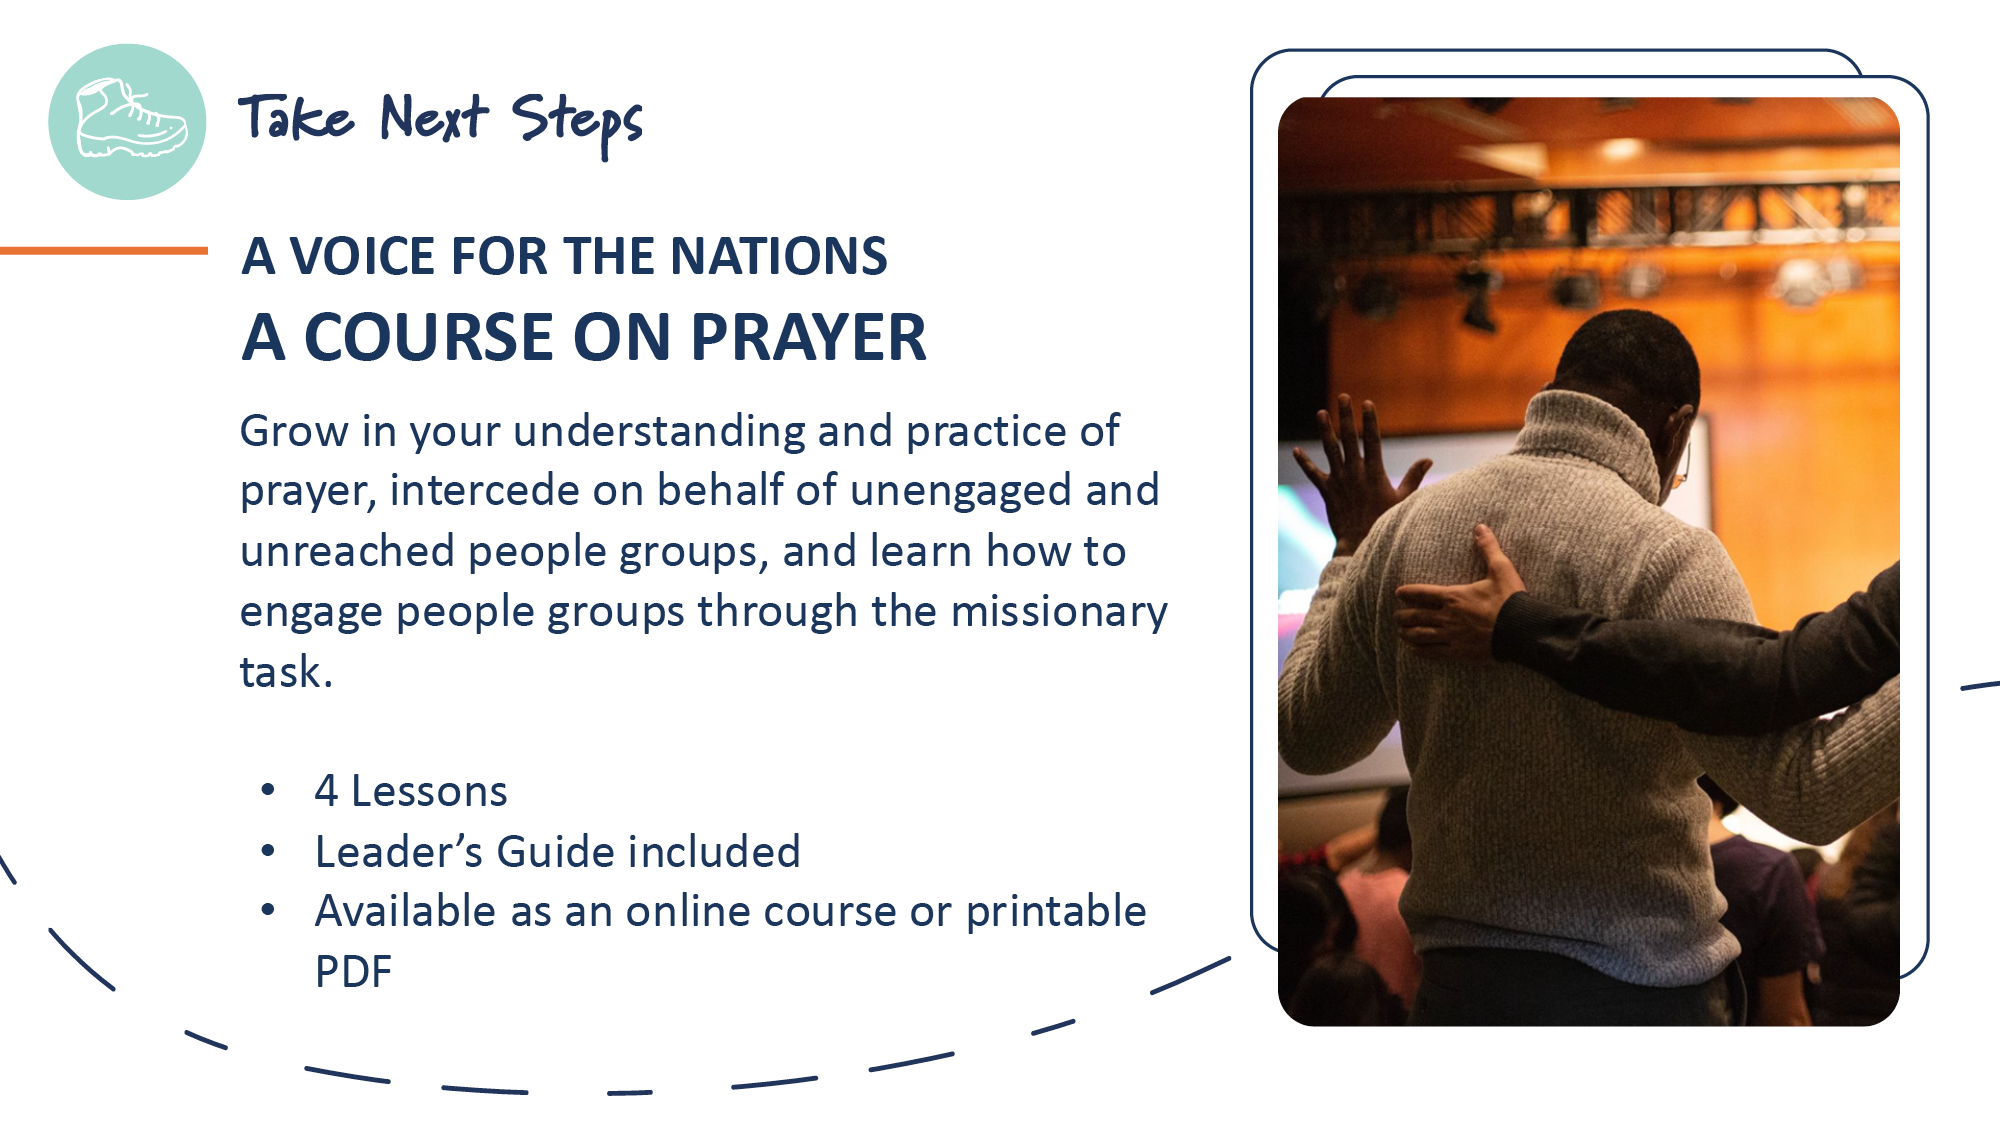 Take Next Steps
A VOICE FOR THE NATIONS
A COURSE ON PRAYER
Grow in your understanding and practice of
prayer, intercede on behalf of unengaged and
unreached people groups, and learn how to
engage people groups through the missionary
task.
• 4 Lessons
• Leader’s Guide included
• Available as an online course or printable
PDF